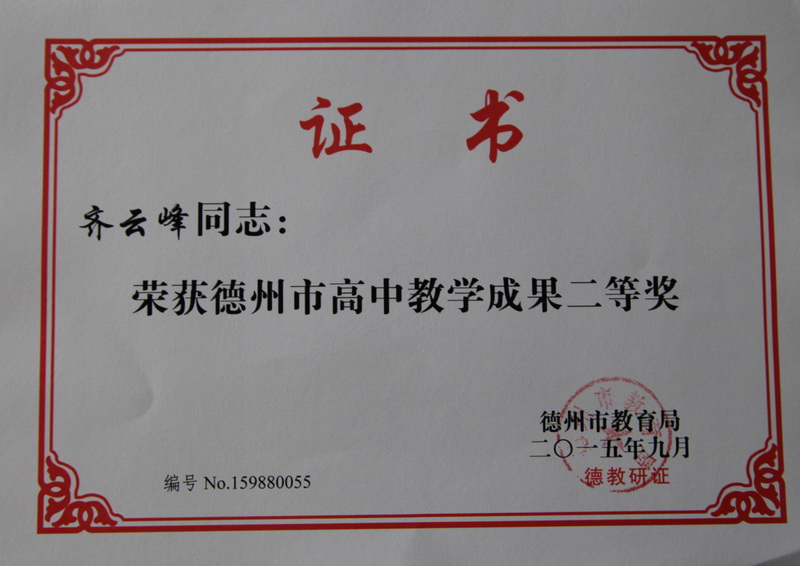 证 书
齐云峰同志：
荣获德州市高中教学成果二等奖
德州市教育局
二〇一五年九月
德教研证
编号 No.159880055